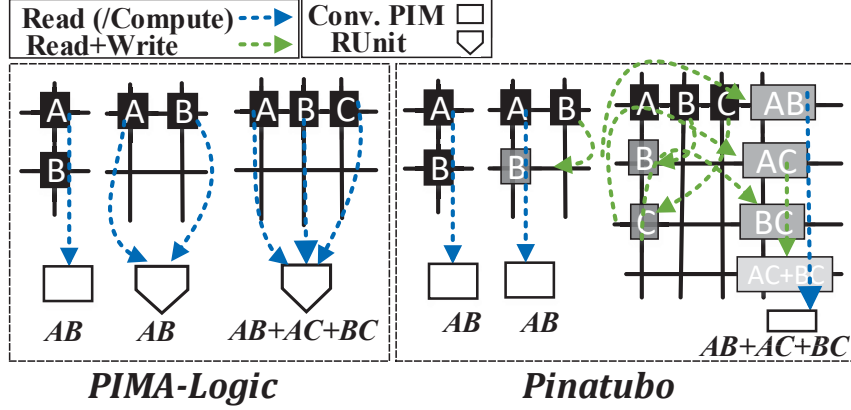 Read (/Compute)
Read+Write
Conv. PIM
RUnit
A
B
AB
A B
AB
A B C
AB+AC+BC
PIMA-Logic
A
B
AB
A B
B
AB
A B C AB
B AC
C BC
AC+BC
AB+AC+BC
Pinatubo